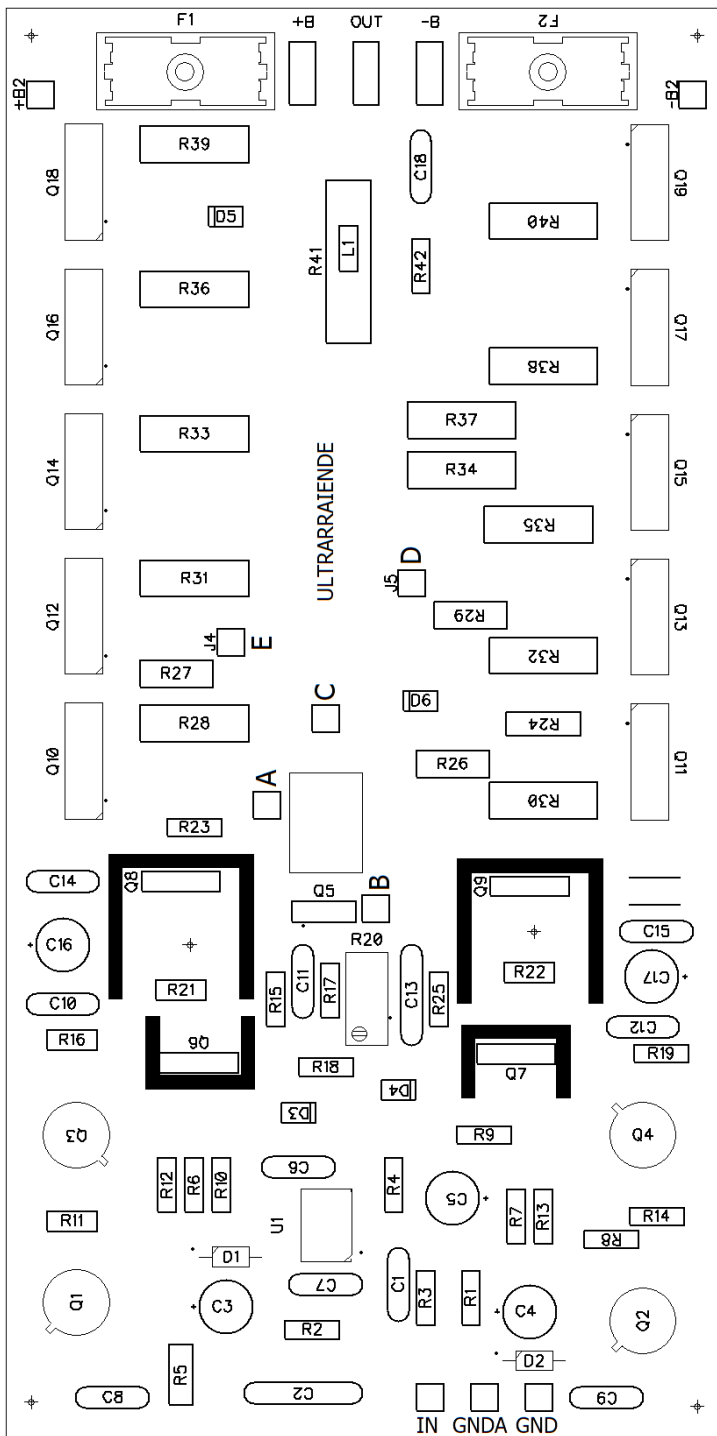 F1
+B
OUT
-B
F2
+B2
-B2
Q18
R39
C18
Q19
D5
R40
R41
L1
R42
Q16
R36
Q17
R38
Q14
R33
R37
ULTRARRAIENDE
R34
Q15
R35
Q12
R31
J5
D
Q13
J4
E
R29
R32
R27
C
D6
Q10
R28
R24
Q11
A
R26
R30
R23
C14
Q8
Q5
B
Q9
C15
C16
R20
C17
R21
R15
C11
R17
C13
R25
R22
C10
C12
R16
Q6
R18
Q7
R19
D4
D3
Q3
R9
Q4
R12
R6
R10
C6
R4
C5
R7
R13
R11
U1
R14
R8
D1
C7
C1
R3
R1
Q1
C3
C4
Q2
R2
D2
R5
C8
C2
C9
IN
GNDA
GND